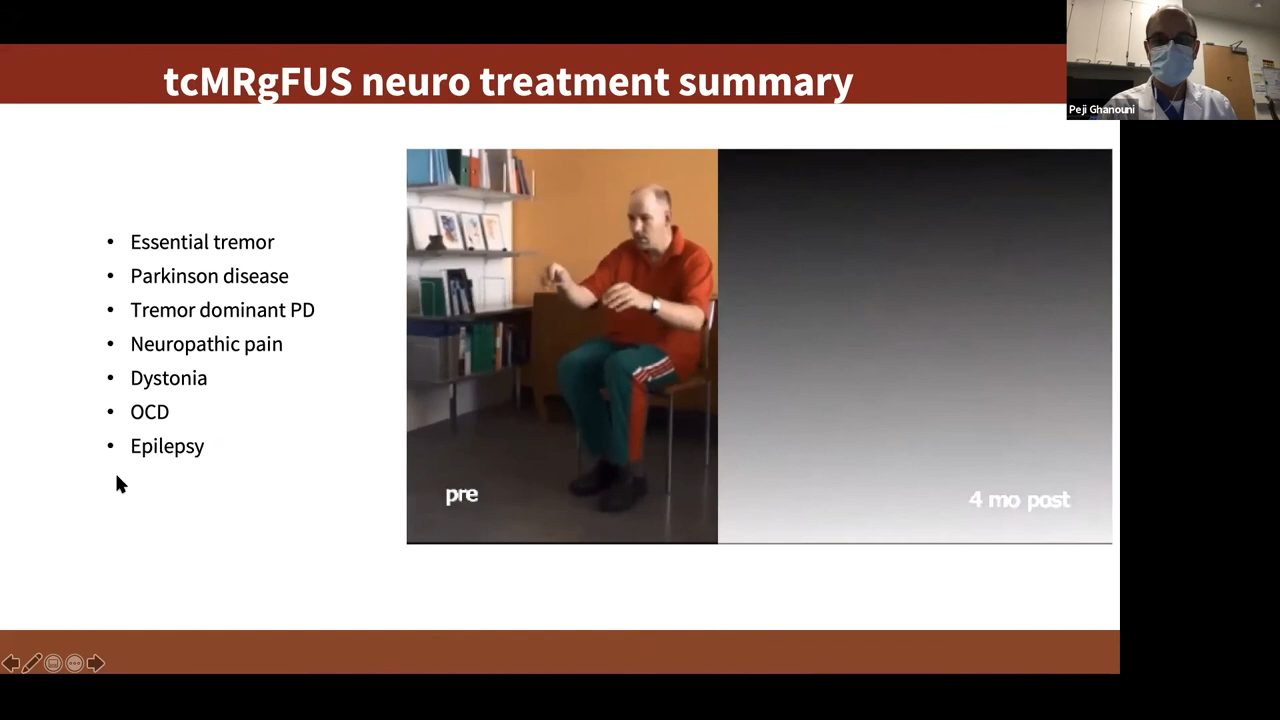 tcMRgFUS neuro treatment summary
Peji Ghanouni
• Essential tremor
• Parkinson disease
• Tremor dominant PD
• Neuropathic pain
• Dystonia
• OCD
• Epilepsy
pre
4 mo post